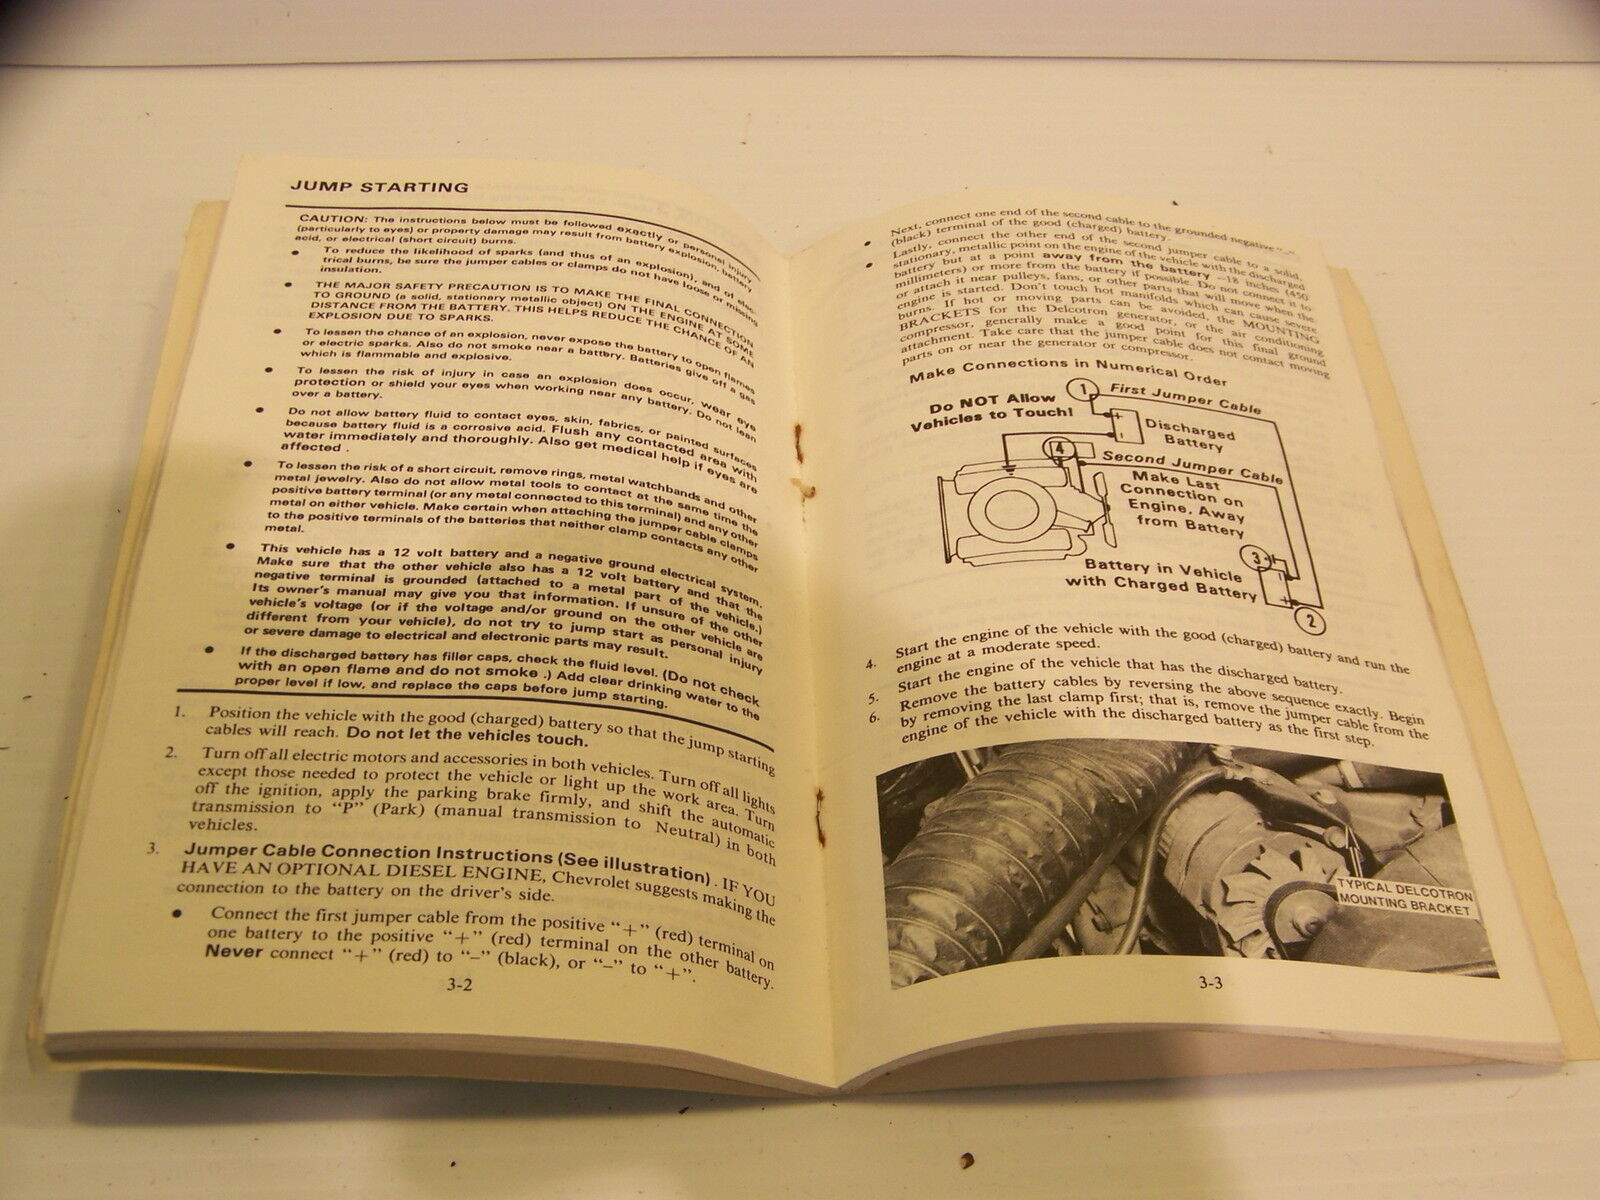 JUMP STARTING
CAUTION: The instructions below must be followed exactly or personal injury
(particularly to eyes) or property damage may result from battery explosion, battery
acid, or electrical (short circuit) burns.
• To reduce the likelihood of sparks (and thus of an explosion), and of elec-
trical burns, be sure the jumper cables or clamps do not have loose or missing
insulation.
• THE MAJOR SAFETY PRECAUTION IS TO MAKE THE FINAL CONNECTION
TO GROUND (a solid, stationary metallic object) ON THE ENGINE AT SOME
DISTANCE FROM THE BATTERY. THIS HELPS REDUCE THE CHANCE OF AN
EXPLOSION DUE TO SPARKS.
• To lessen the chance of an explosion, never expose the battery to open flames
or electric sparks. Also do not smoke near a battery. Batteries give off a gas
which is flammable and explosive.
• To lessen the risk of injury in case an explosion does occur, wear eye
protection or shield your eyes when working near any battery. Do not lean
over a battery.
• Do not allow battery fluid to contact eyes, skin, fabrics, or painted surfaces
because battery fluid is a corrosive acid. Flush any contacted area with
water immediately and thoroughly. Also get medical help if eyes are
affected .
• To lessen the risk of a short circuit, remove rings, metal watchbands and other
metal jewelry. Also do not allow metal tools to contact at the same time the
positive battery terminal (or any metal connected to this terminal) and any other
metal on either vehicle. Make certain when attaching the jumper cable clamps
to the positive terminals of the batteries that neither clamp contacts any other
metal.
• This vehicle has a 12 volt battery and a negative ground electrical system.
Make sure that the other vehicle also has a 12 volt battery and that the
negative terminal is grounded (attached to a metal part of the vehicle.)
Its owner's manual may give you that information. If unsure of the other
vehicle's voltage (or if the voltage and/or ground on the other vehicle are
different from your vehicle), do not try to jump start as personal injury
or severe damage to electrical and electronic parts may result.
• If the discharged battery has filler caps, check the fluid level. (Do not check
with an open flame and do not smoke .) Add clear drinking water to the
proper level if low, and replace the caps before jump starting.
1. Position the vehicle with the good (charged) battery so that the jump starting
cables will reach. Do not let the vehicles touch.
2. Turn off all electric motors and accessories in both vehicles. Turn off all lights
except those needed to protect the vehicle or light up the work area. Turn
off the ignition, apply the parking brake firmly, and shift the automatic
transmission to "P" (Park) (manual transmission to Neutral) in both
vehicles.
3. Jumper Cable Connection Instructions (See illustration) . IF YOU
HAVE AN OPTIONAL DIESEL ENGINE, Chevrolet suggests making the
connection to the battery on the driver's side.
• Connect the first jumper cable from the positive "+" (red) terminal on
one battery to the positive "+" (red) terminal on the other battery.
Never connect "+" (red) to "–" (black), or "–" to "+".
3-2
• Next, connect one end of the second cable to the grounded negative "–"
(black) terminal of the good (charged) battery.
• Lastly, connect the other end of the second jumper cable to a solid,
stationary, metallic point on the engine of the vehicle with the discharged
battery but at a point away from the battery –18 inches (450
millimeters) or more from the battery if possible. Do not connect it to
or attach it near pulleys, fans, or other parts that will move when the
engine is started. Don't touch hot manifolds which can cause severe
burns. If hot or moving parts can be avoided, the MOUNTING
BRACKETS for the Delcotron generator, or the air conditioning
compressor, generally make a good point for this final ground
attachment. Take care that the jumper cable does not contact moving
parts on or near the generator or compressor.
Make Connections in Numerical Order
1 First Jumper Cable
Do NOT Allow
Vehicles to Touch!
+
Discharged
Battery
4
Second Jumper Cable
Make Last
Connection on
Engine, Away
from Battery
3
Battery in Vehicle
with Charged Battery
+
2
4. Start the engine of the vehicle with the good (charged) battery and run the
engine at a moderate speed.
5. Start the engine of the vehicle that has the discharged battery.
6. Remove the battery cables by reversing the above sequence exactly. Begin
by removing the last clamp first; that is, remove the jumper cable from the
engine of the vehicle with the discharged battery as the first step.
TYPICAL DELCOTRON
MOUNTING BRACKET
3-3